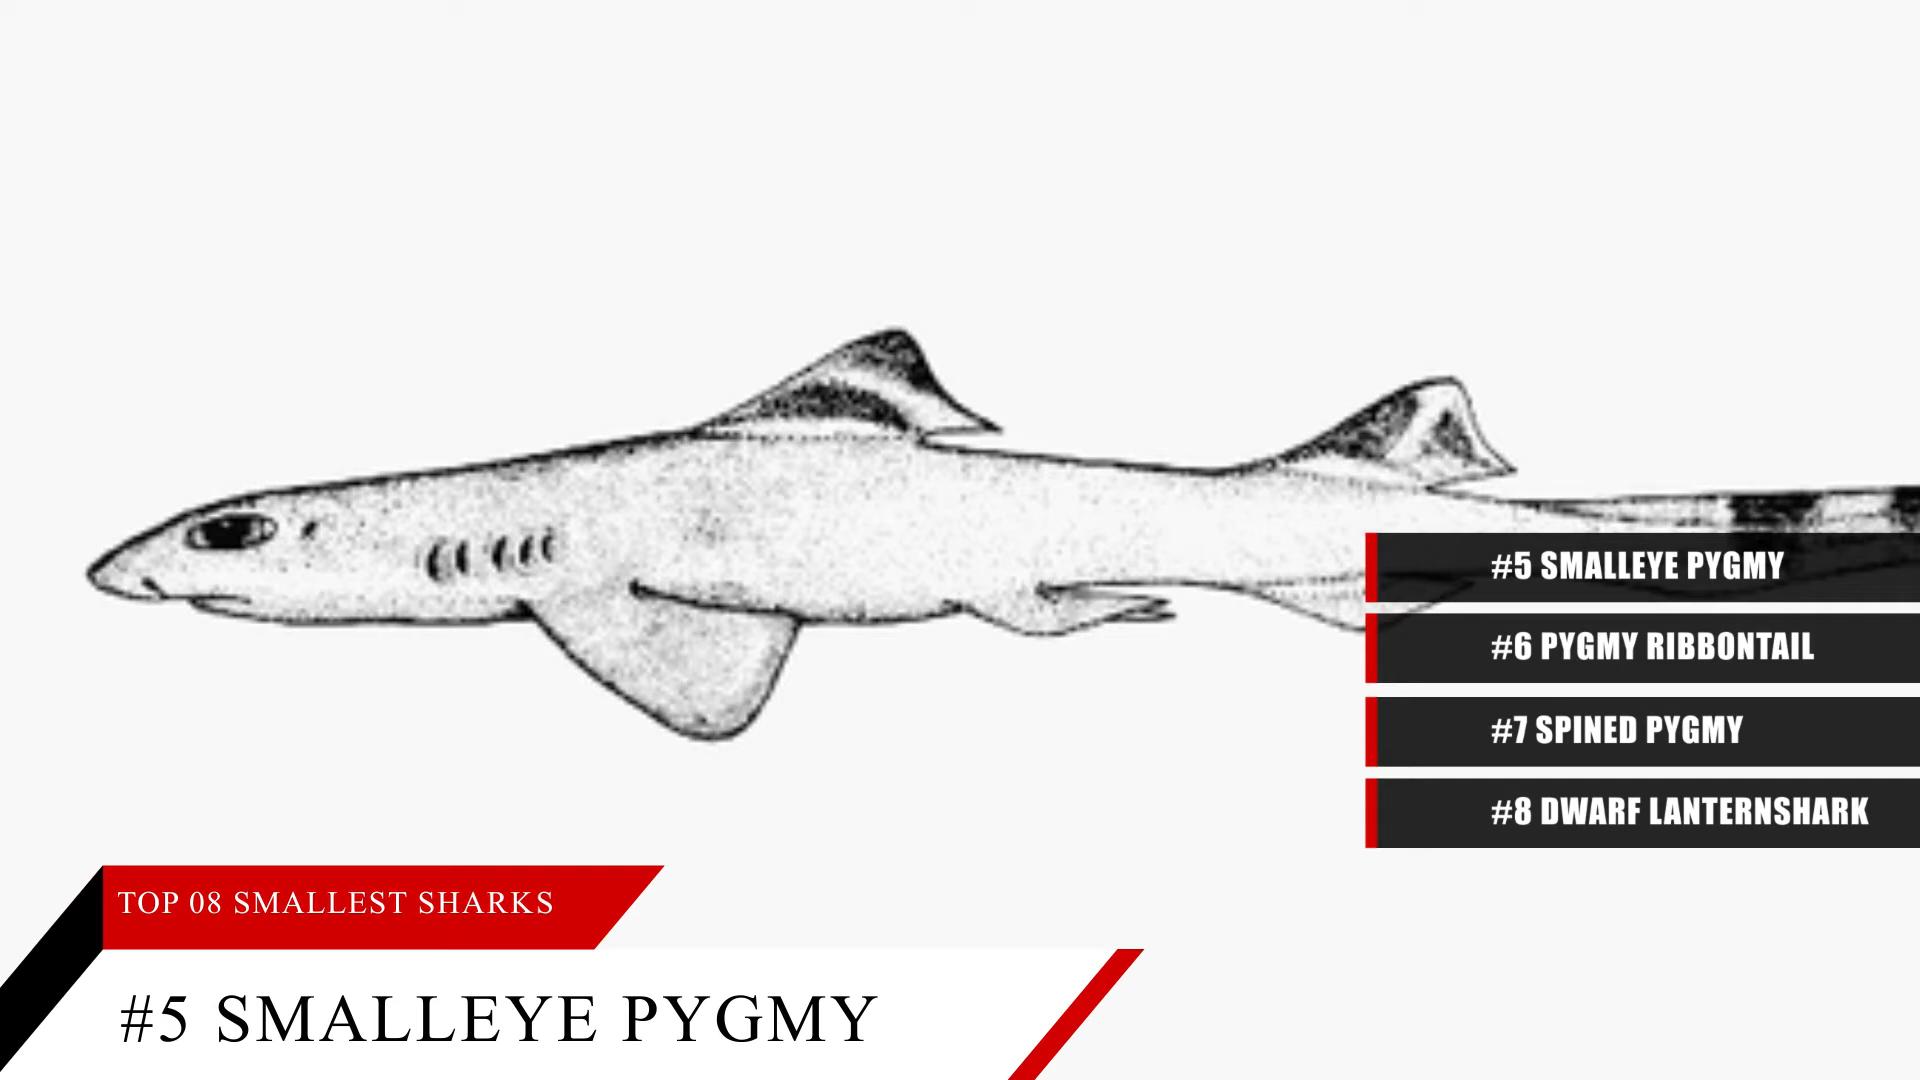 #5 SMALLEYE PYGMY
#6 PYGMY RIBBONTAIL
#7 SPINED PYGMY
#8 DWARF LANTERNSHARK
TOP 08 SMALLEST SHARKS
#5 SMALLEYE PYGMY